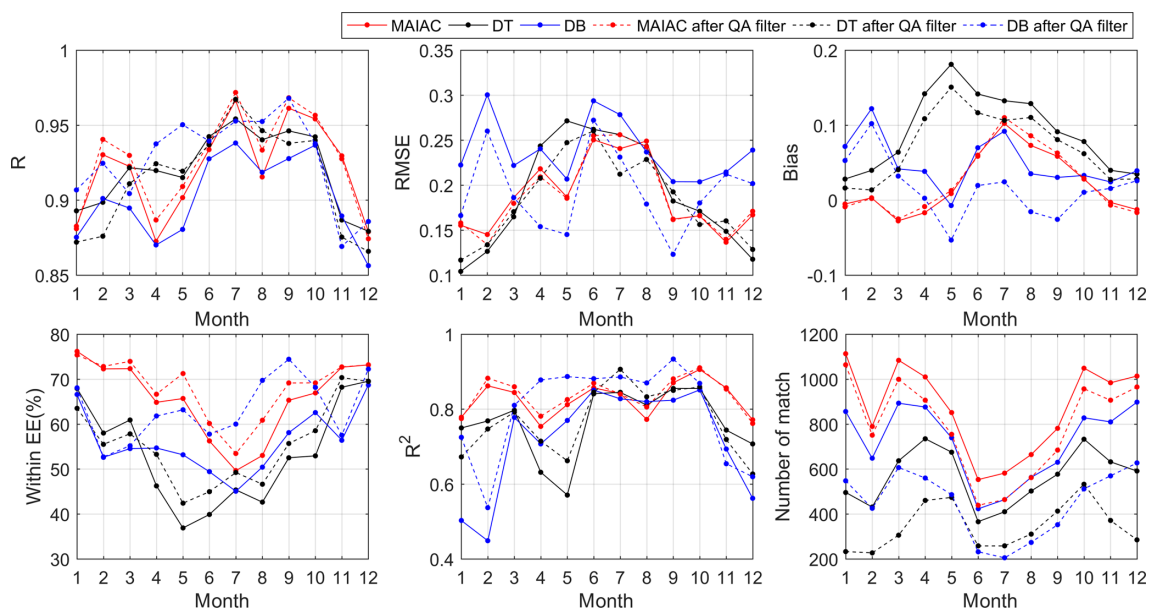 MAIAC DT DB MAIAC after QA filter DT after QA filter DB after QA filter
R
1
0.95
0.9
0.85
1 2 3 4 5 6 7 8 9 10 11 12
Month
RMSE
0.35
0.3
0.25
0.2
0.15
0.1
1 2 3 4 5 6 7 8 9 10 11 12
Month
Bias
0.2
0.1
0
-0.1
1 2 3 4 5 6 7 8 9 10 11 12
Month
Within EE(%)
80
70
60
50
40
30
1 2 3 4 5 6 7 8 9 10 11 12
Month
R²
1
0.8
0.6
0.4
1 2 3 4 5 6 7 8 9 10 11 12
Month
Number of match
1200
1000
800
600
400
200
1 2 3 4 5 6 7 8 9 10 11 12
Month